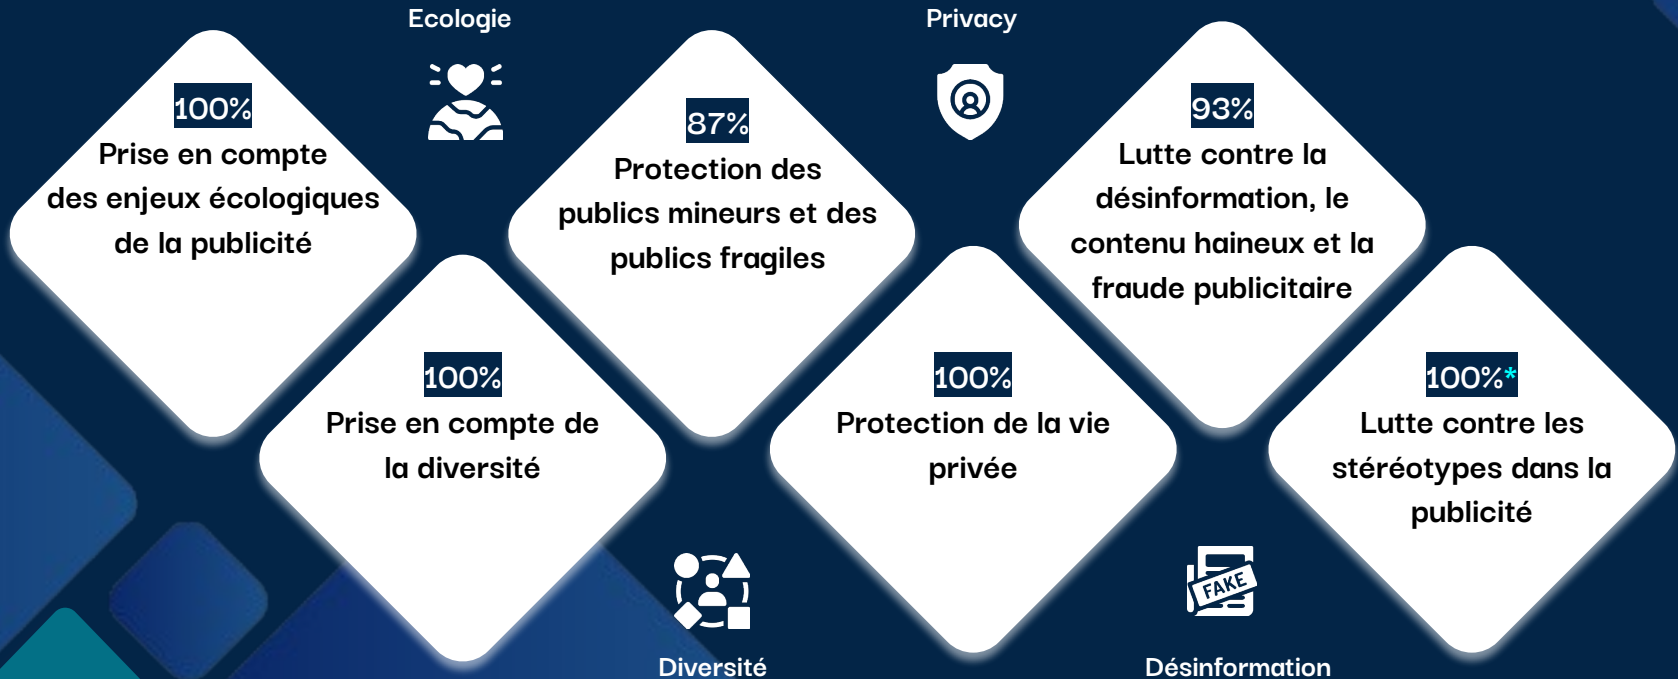 Ecologie
Privacy
100%
Prise en compte
des enjeux écologiques
de la publicité
87%
Protection des
publics mineurs et des
publics fragiles
93%
Lutte contre la
désinformation, le
contenu haineux et la
fraude publicitaire
100%
Prise en compte de
la diversité
100%
Protection de la vie
privée
100%*
Lutte contre les
stéréotypes dans la
publicité
FAKE
Diversité
Désinformation